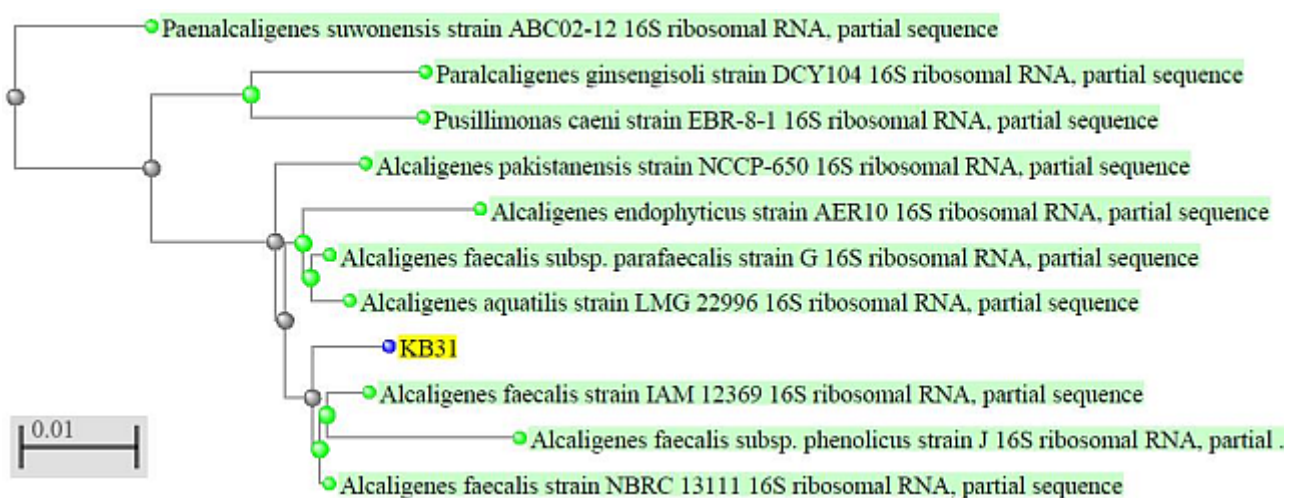 Paenalcaligenes suwonensis strain ABC02-12 16S ribosomal RNA, partial sequence
Paralcaligenes ginsengisoli strain DCY104 16S ribosomal RNA, partial sequence
Pusillimonas caeni strain EBR-8-1 16S ribosomal RNA, partial sequence
Alcaligenes pakistanensis strain NCCP-650 16S ribosomal RNA, partial sequence
Alcaligenes endophyticus strain AER10 16S ribosomal RNA, partial sequence
Alcaligenes faecalis subsp. parafaecalis strain G 16S ribosomal RNA, partial sequence
Alcaligenes aquatilis strain LMG 22996 16S ribosomal RNA, partial sequence
KB31
Alcaligenes faecalis strain IAM 12369 16S ribosomal RNA, partial sequence
0.01
Alcaligenes faecalis subsp. phenolicus strain J 16S ribosomal RNA, partial .
Alcaligenes faecalis strain NBRC 13111 16S ribosomal RNA, partial sequence